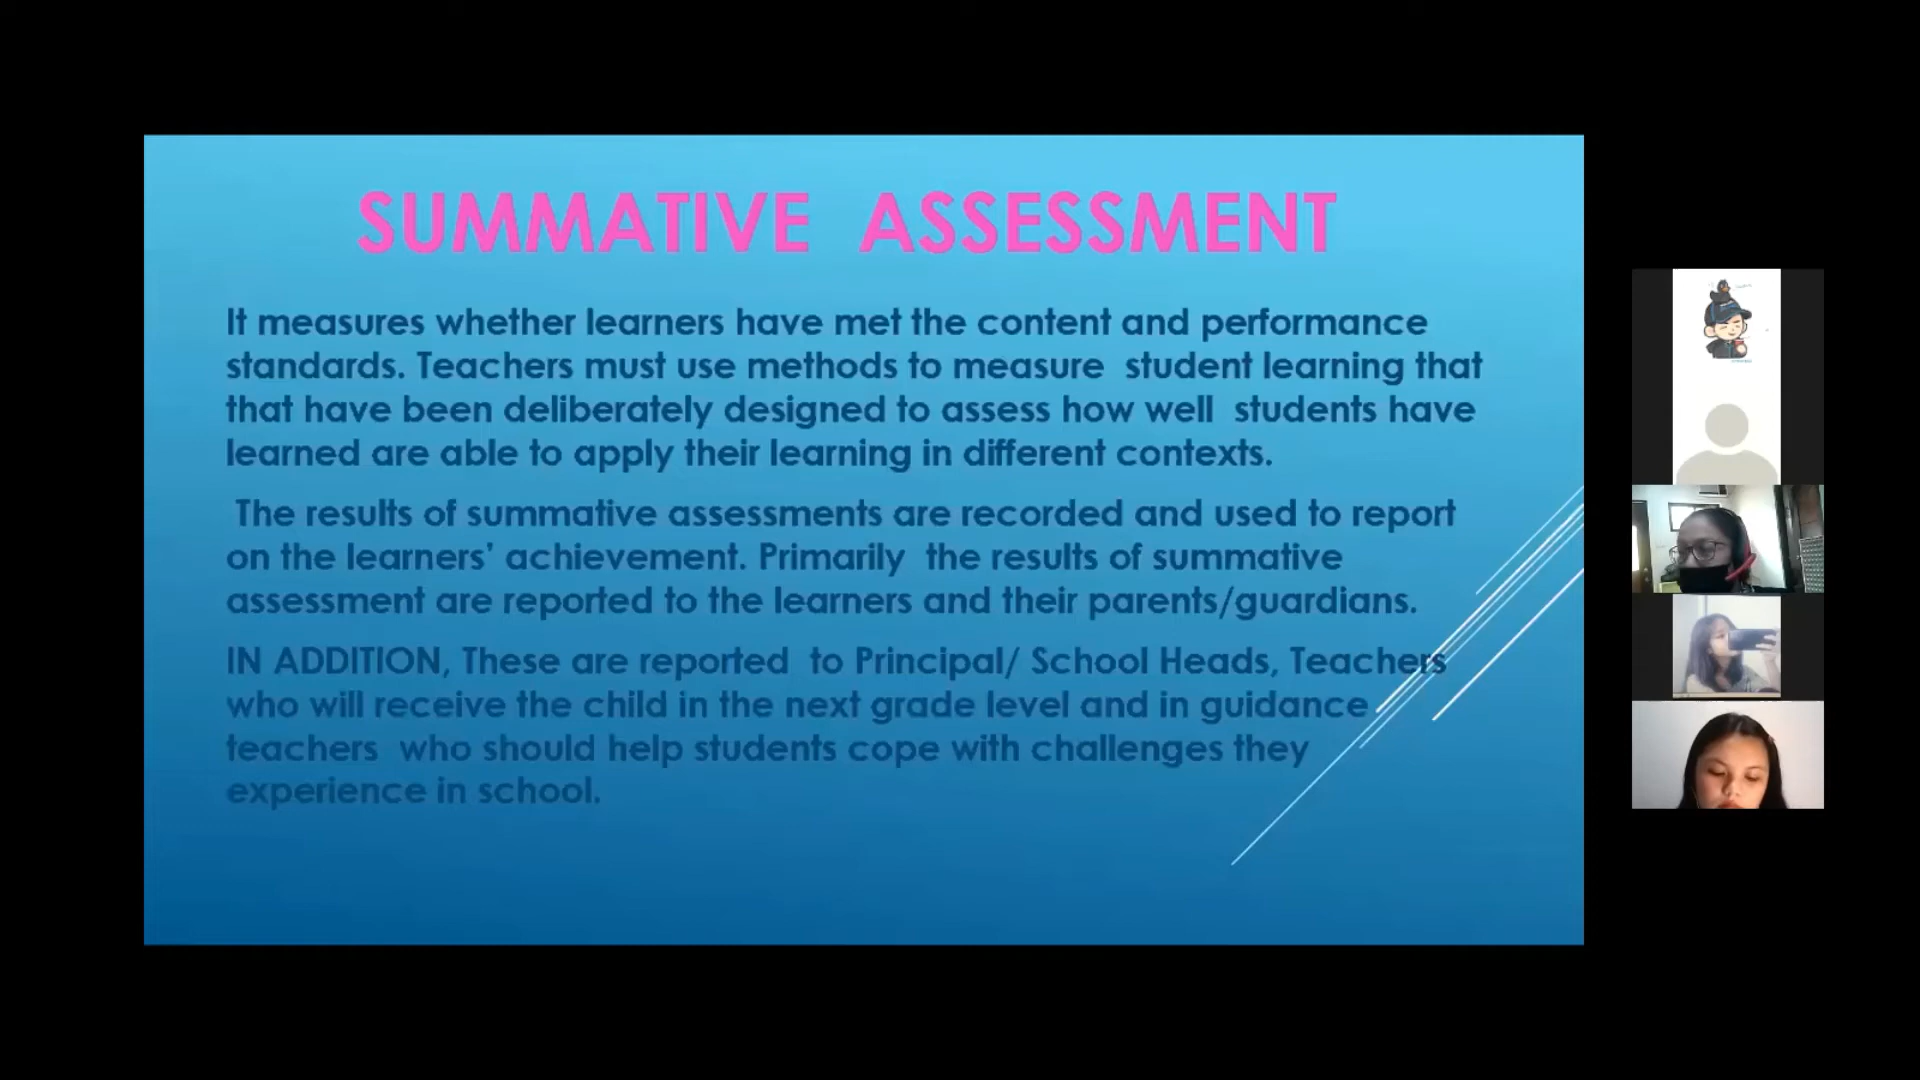 SUMMATIVE ASSESSMENT
It measures whether learners have met the content and performance
standards. Teachers must use methods to measure student learning that
that have been deliberately designed to assess how well students have
learned are able to apply their learning in different contexts.
The results of summative assessments are recorded and used to report
on the learners’ achievement. Primarily the results of summative
assessment are reported to the learners and their parents/guardians.
IN ADDITION, These are reported to Principal/ School Heads, Teachers
who will receive the child in the next grade level and in guidance
teachers who should help students cope with challenges they
experience in school.